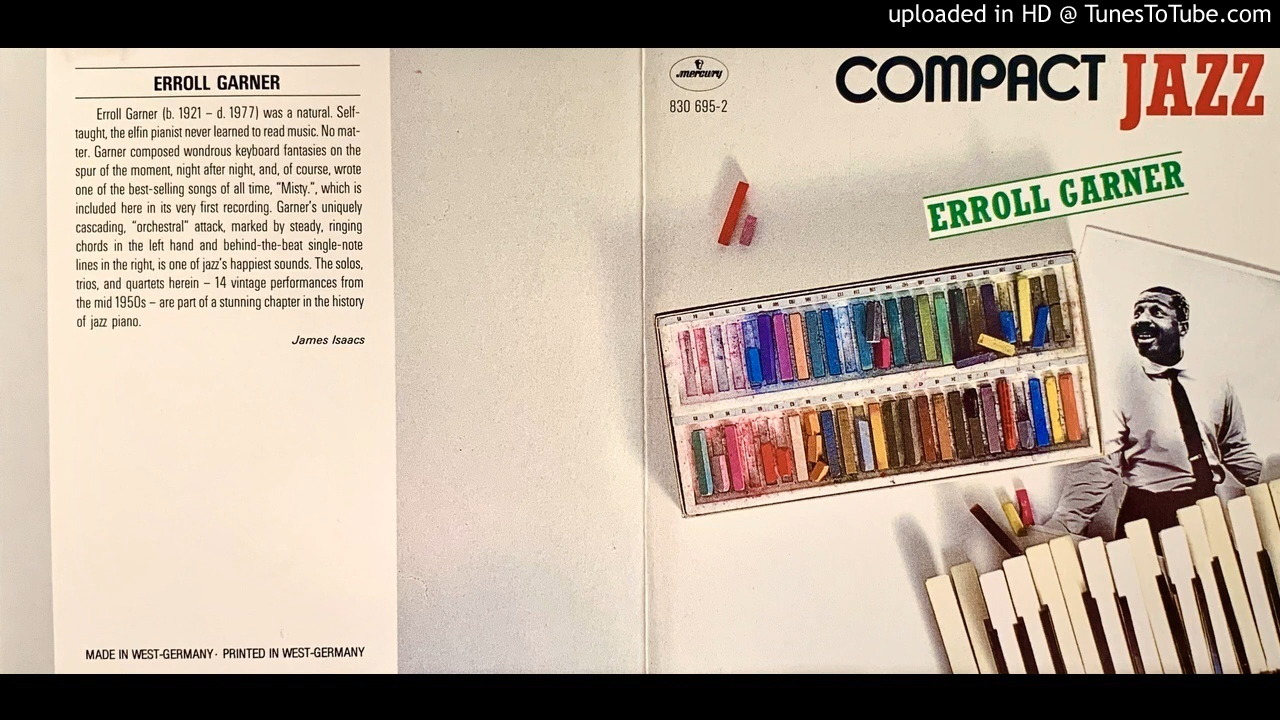 uploaded in HD @ TunesToTube.com
ERROLL GARNER
Erroll Garner (b. 1921 – d. 1977) was a natural. Self-
taught, the elfin pianist never learned to read music. No mat-
ter. Garner composed wondrous keyboard fantasies on the
spur of the moment, night after night, and, of course, wrote
one of the best-selling songs of all time, "Misty.", which is
included here in its very first recording. Garner's uniquely
cascading, "orchestral" attack, marked by steady, ringing
chords in the left hand and behind-the-beat single-note
lines in the right, is one of jazz's happiest sounds. The solos,
trios, and quartets herein – 14 vintage performances from
the mid 1950s – are part of a stunning chapter in the history
of jazz piano.
James Isaacs
MADE IN WEST-GERMANY · PRINTED IN WEST-GERMANY
mercury
830 695-2
COMPACT JAZZ
ERROLL GARNER